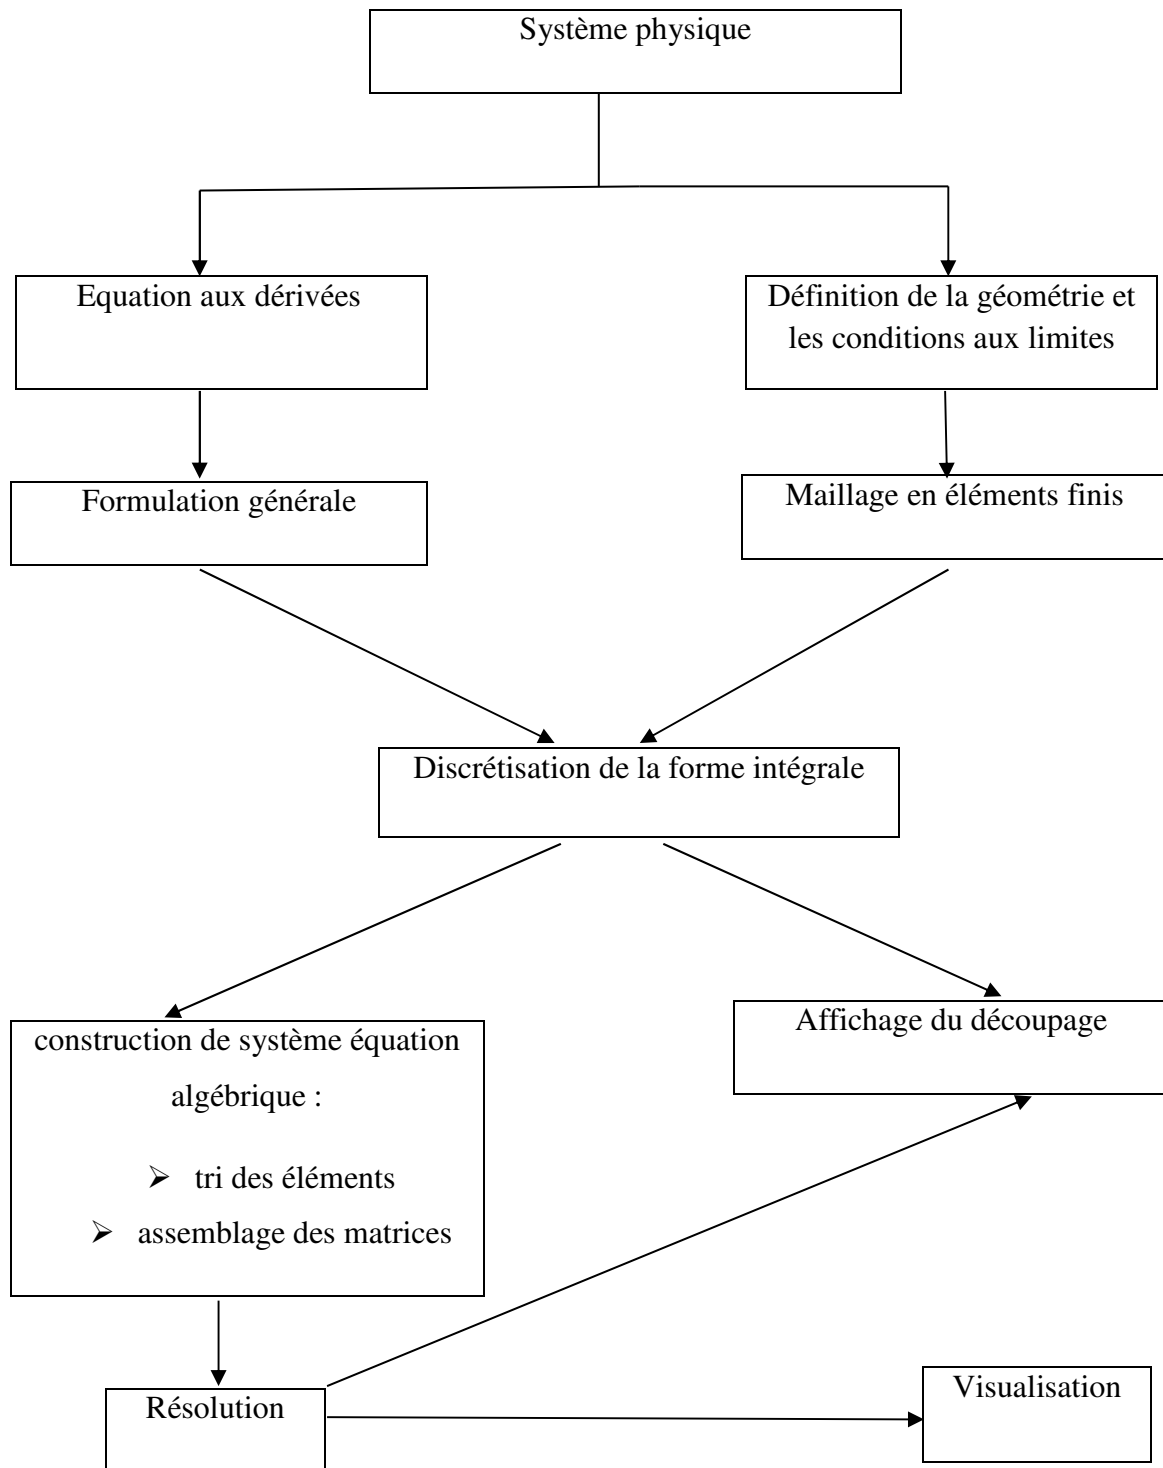 Système physique
Equation aux dérivées
Définition de la géométrie et
les conditions aux limites
Formulation générale
Maillage en éléments finis
Discrétisation de la forme intégrale
construction de système équation
algébrique :
➢ tri des éléments
➢ assemblage des matrices
Affichage du découpage
Résolution
Visualisation